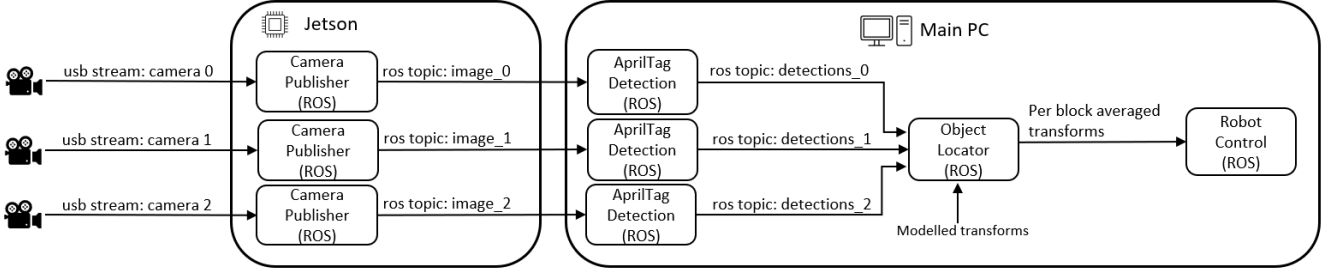 Jetson
Main PC
usb stream: camera 0
Camera
Publisher
(ROS)
ros topic: image_0
AprilTag
Detection
(ROS)
ros topic: detections_0
usb stream: camera 1
Camera
Publisher
(ROS)
ros topic: image_1
AprilTag
Detection
(ROS)
ros topic: detections_1
usb stream: camera 2
Camera
Publisher
(ROS)
ros topic: image_2
AprilTag
Detection
(ROS)
ros topic: detections_2
Object
Locator
(ROS)
Modelled transforms
Per block averaged
transforms
Robot
Control
(ROS)